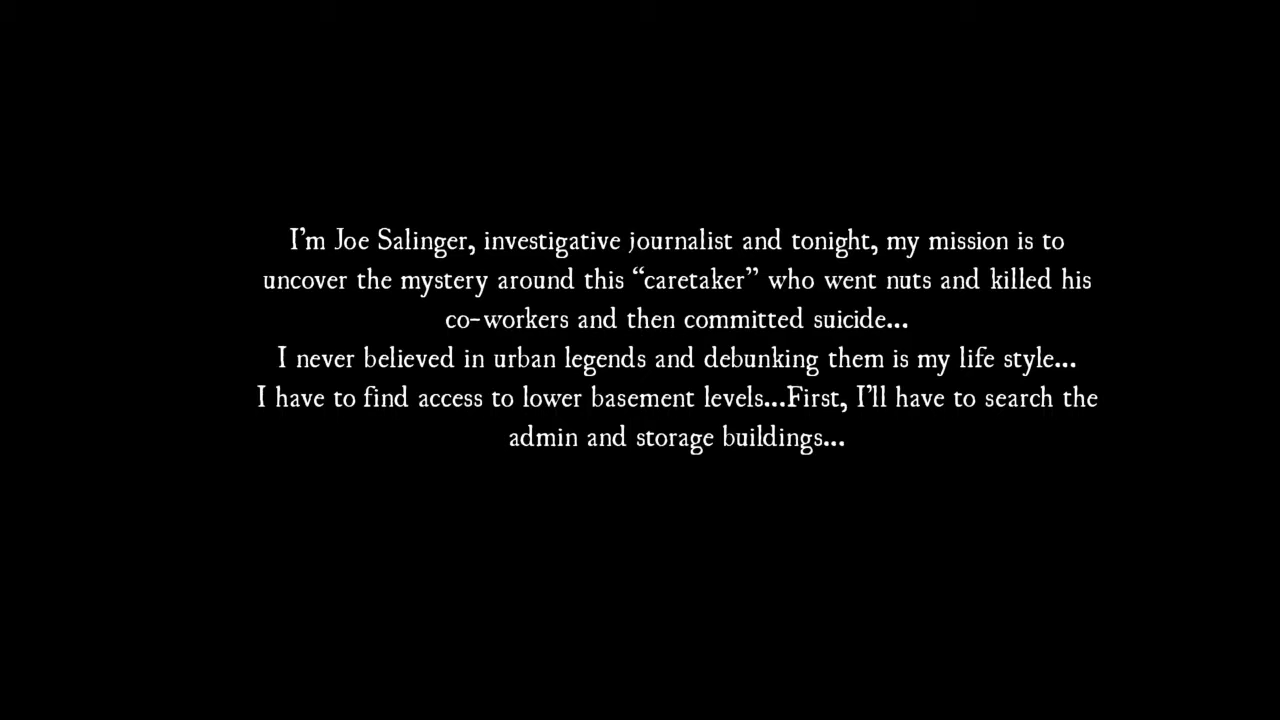 I'm Joe Salinger, investigative journalist and tonight, my mission is to
uncover the mystery around this “caretaker” who went nuts and killed his
co-workers and then committed suicide...
I never believed in urban legends and debunking them is my life style...
I have to find access to lower basement levels...First, I'll have to search the
admin and storage buildings...